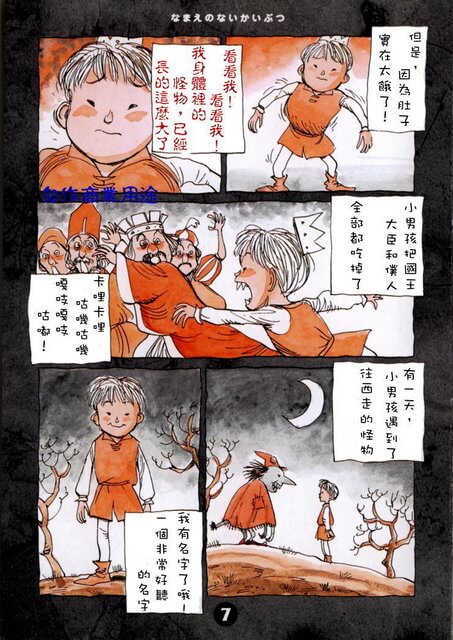 なまえのないかいぶつ
但是，
因為肚子
實在太餓了！
看看我！
看看我！
我身體裡的
怪物，已經
長的這麼大了
勿作商業用途
小男孩把國王
大臣和僕人
全部都吃掉了
卡哩卡哩
咕嘰咕嘰
嘎吱嘎吱
咕嘟！
有一天，
小男孩遇到了
往西走的怪物
我有名字了哦！
一個非常好聽
的名字
7